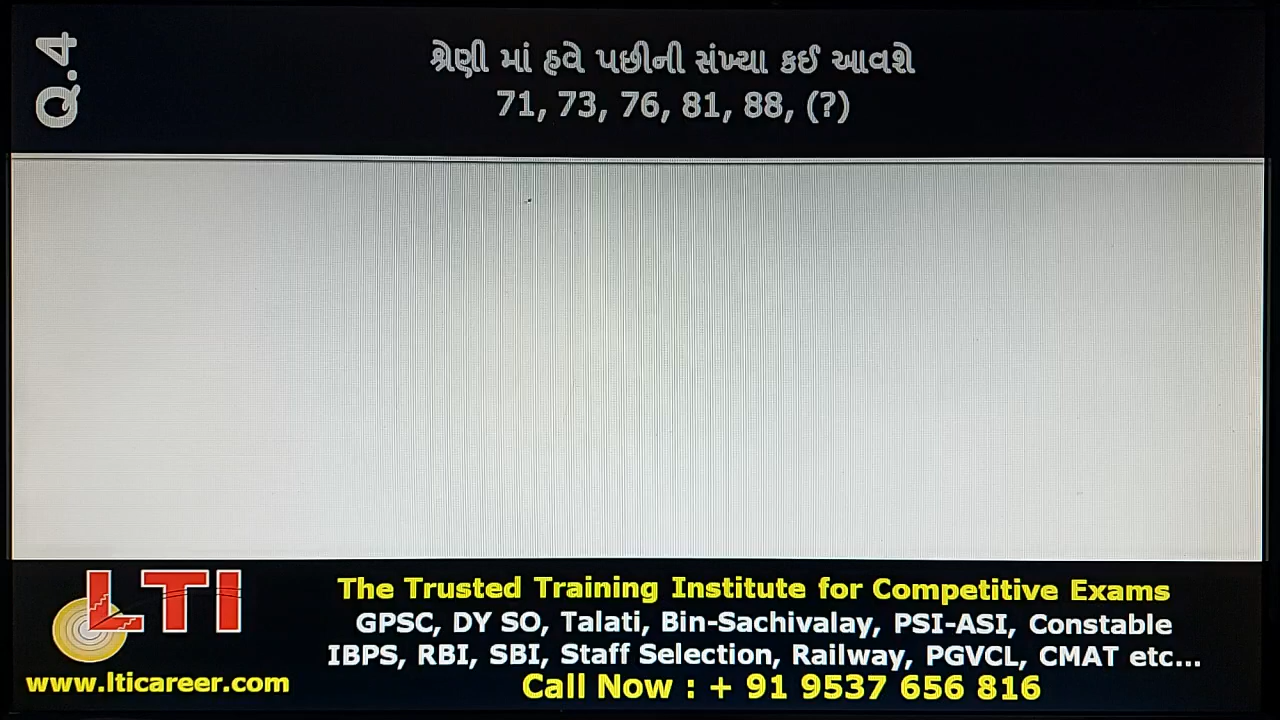 Q.4
શ્રેણી માં હવે પછીની સંખ્યા કઈ આવશે
71, 73, 76, 81, 88, (?)
LTI
www.lticareer.com
The Trusted Training Institute for Competitive Exams
GPSC, DY SO, Talati, Bin-Sachivalay, PSI-ASI, Constable
IBPS, RBI, SBI, Staff Selection, Railway, PGVCL, CMAT etc...
Call Now : + 91 9537 656 816